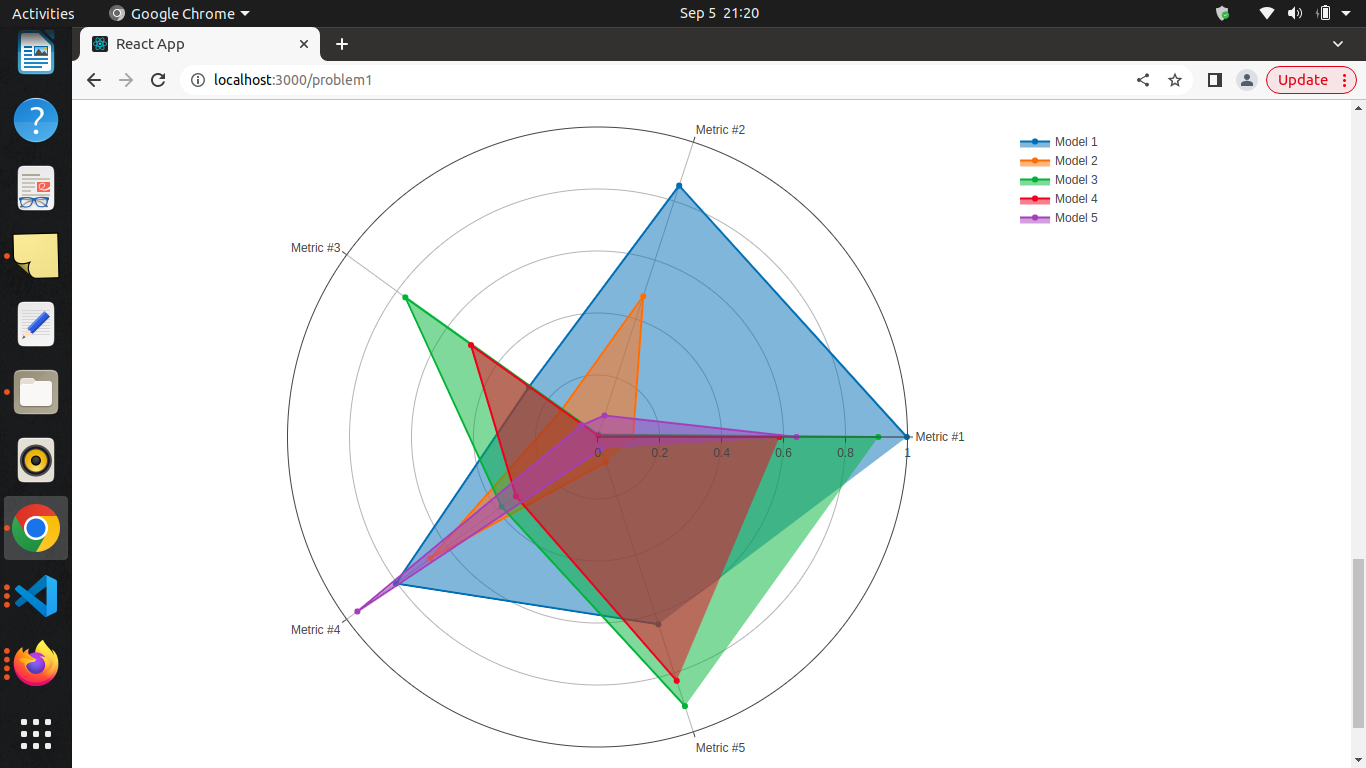 Activities
Google Chrome
Sep 5 21:20
React App
localhost:3000/problem1
Update
Metric #2
Model 1
Model 2
Model 3
Model 4
Model 5
Metric #3
Metric #1
0
0.2
0.4
0.6
0.8
1
Metric #4
Metric #5